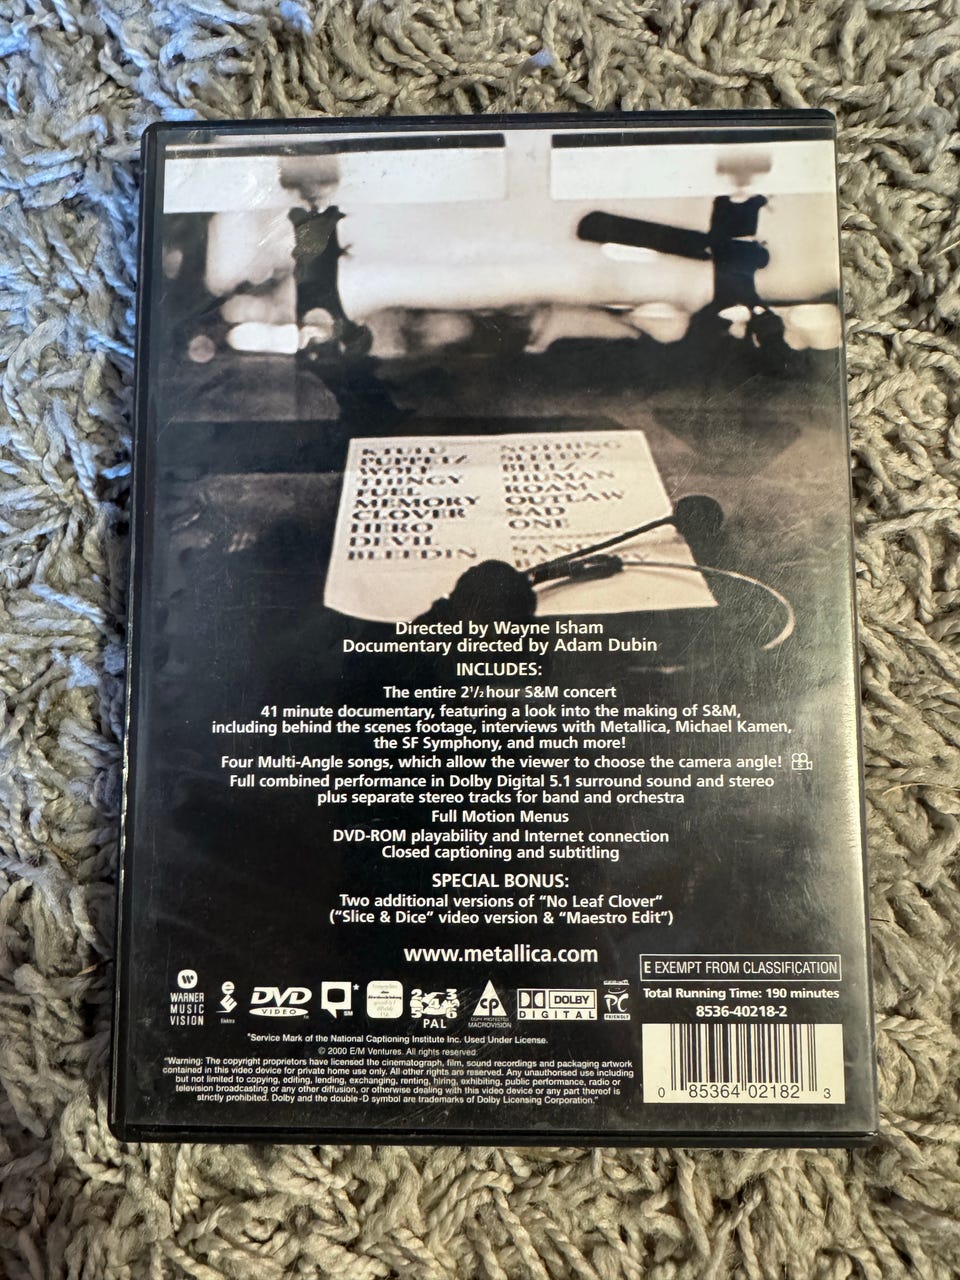 KTULU
PUPPETZ
WOLF
THINGY
FUEL
MEMORY
CLOVER
HERO
DEVIL
BLEEDIN
NOTHING
BELLZ
HUMAN
ROAM
OUTLAW
SAD
ONE
Directed by Wayne Isham
Documentary directed by Adam Dubin
INCLUDES:
The entire 2½ hour S&M concert
41 minute documentary, featuring a look into the making of S&M,
including behind the scenes footage, interviews with Metallica, Michael Kamen,
the SF Symphony, and much more!
Four Multi-Angle songs, which allow the viewer to choose the camera angle!
Full combined performance in Dolby Digital 5.1 surround sound and stereo
plus separate stereo tracks for band and orchestra
Full Motion Menus
DVD-ROM playability and Internet connection
Closed captioning and subtitling
SPECIAL BONUS:
Two additional versions of “No Leaf Clover”
(“Slice & Dice” video version & “Maestro Edit”)
www.metallica.com
E EXEMPT FROM CLASSIFICATION
Total Running Time: 190 minutes
8536-40218-2
WARNER
MUSIC
VISION
Elektra
DVD
VIDEO
SM
PAL
CP
COPY PROTECTED
MACROVISION
DOLBY
DIGITAL
PC
FRIENDLY
*Service Mark of the National Captioning Institute Inc. Used Under License.
© 2000 E/M Ventures. All rights reserved.
"Warning: The copyright proprietors have licensed the cinematograph, film, sound recordings and packaging artwork
contained in this video device for private home use only. All other rights are reserved. Any unauthorised use including
but not limited to copying, editing, lending, exchanging, renting, hiring, exhibiting, public performance, radio or
television broadcasting or any other diffusion, or otherwise dealing with this video device or any part thereof is
strictly prohibited. Dolby and the double-D symbol are trademarks of Dolby Licensing Corporation."
0 85364 02182 3